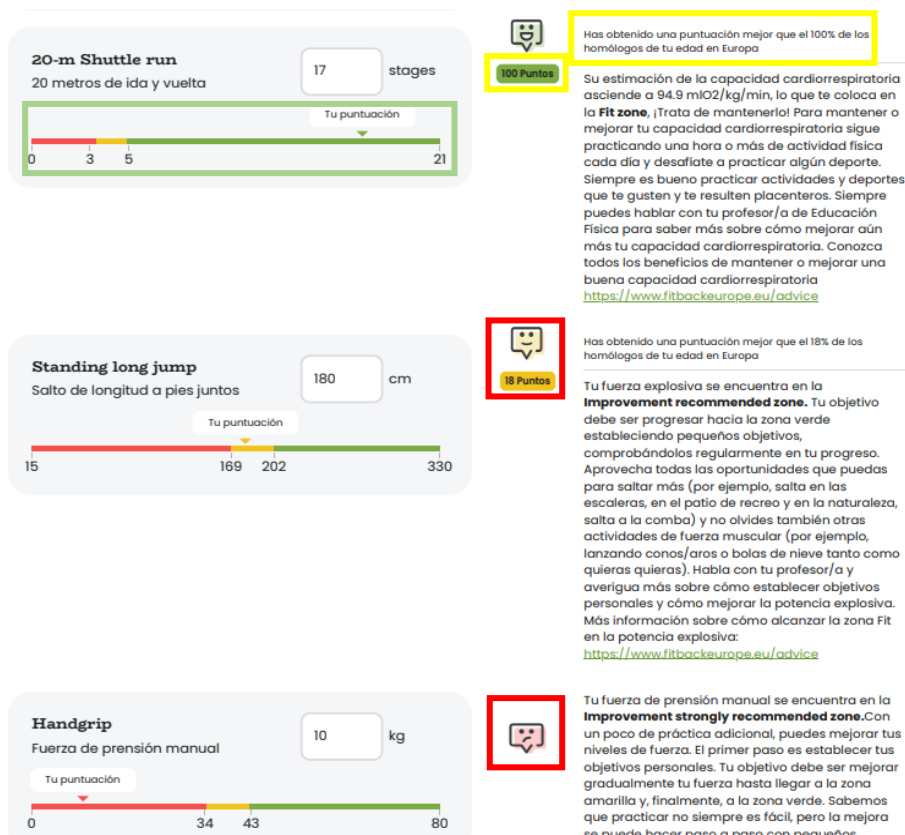 20-m Shuttle run
20 metros de ida y vuelta
17
stages
Tu puntuación
0 3 5 21
100 Puntos
Has obtenido una puntuación mejor que el 100% de los
homólogos de tu edad en Europa
Su estimación de la capacidad cardiorrespiratoria
asciende a 94.9 mlO2/kg/min, lo que te coloca en
la Fit zone, ¡Trata de mantenerlo! Para mantener o
mejorar tu capacidad cardiorrespiratoria sigue
practicando una hora o más de actividad física
cada día y desafíate a practicar algún deporte.
Siempre es bueno practicar actividades y deportes
que te gusten y te resulten placenteros. Siempre
puedes hablar con tu profesor/a de Educación
Física para saber más sobre cómo mejorar aún
más tu capacidad cardiorrespiratoria. Conozca
todos los beneficios de mantener o mejorar una
buena capacidad cardiorrespiratoria
https://www.fitbackeurope.eu/advice
Standing long jump
Salto de longitud a pies juntos
180
cm
Tu puntuación
15 169 202 330
18 Puntos
Has obtenido una puntuación mejor que el 18% de los
homólogos de tu edad en Europa
Tu fuerza explosiva se encuentra en la
Improvement recommended zone. Tu objetivo
debe ser progresar hacia la zona verde
estableciendo pequeños objetivos,
comprobándolos regularmente en tu progreso.
Aprovecha todas las oportunidades que puedas
para saltar más (por ejemplo, salta en las
escaleras, en el patio de recreo y en la naturaleza,
salta a la comba) y no olvides también otras
actividades de fuerza muscular (por ejemplo,
lanzando conos/aros o bolas de nieve tanto como
quieras quieras). Habla con tu profesor/a y
averigua más sobre cómo establecer objetivos
personales y cómo mejorar la potencia explosiva.
Más información sobre cómo alcanzar la zona Fit
en la potencia explosiva:
https://www.fitbackeurope.eu/advice
Handgrip
Fuerza de prensión manual
10
kg
Tu puntuación
0 34 43 80
Tu fuerza de prensión manual se encuentra en la
Improvement strongly recommended zone.Con
un poco de práctica adicional, puedes mejorar tus
niveles de fuerza. El primer paso es establecer tus
objetivos personales. Tu objetivo debe ser mejorar
gradualmente tu fuerza hasta llegar a la zona
amarilla y, finalmente, a la zona verde. Sabemos
que practicar no siempre es fácil, pero la mejora
se puede hacer paso a paso con pequeños